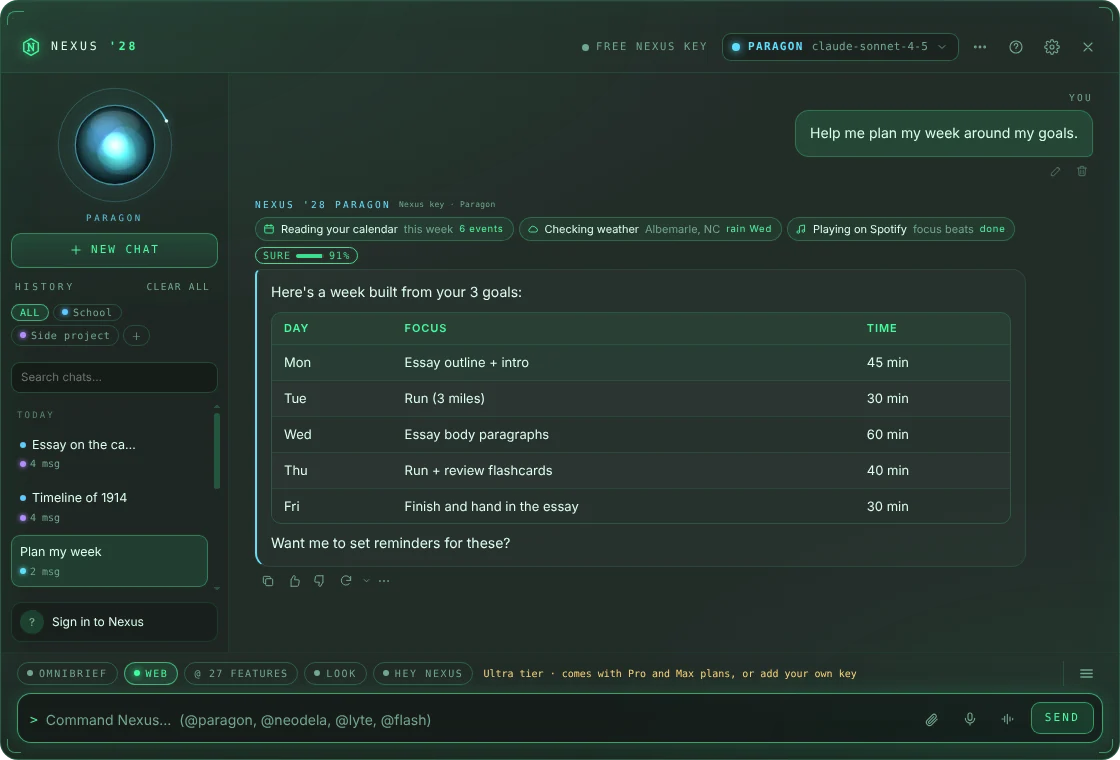 NEXUS '28
FREE NEXUS KEY
PARAGON claude-sonnet-4-5
PARAGON
+ NEW CHAT
HISTORY CLEAR ALL
ALL School
Side project +
Search chats...
TODAY
Essay on the ca...
4 msg
Timeline of 1914
4 msg
Plan my week
2 msg
? Sign in to Nexus
YOU
Help me plan my week around my goals.
NEXUS '28 PARAGON Nexus key · Paragon
Reading your calendar this week 6 events
Checking weather Albemarle, NC rain Wed
Playing on Spotify focus beats done
SURE 91%
Here's a week built from your 3 goals:
DAY FOCUS TIME
Mon Essay outline + intro 45 min
Tue Run (3 miles) 30 min
Wed Essay body paragraphs 60 min
Thu Run + review flashcards 40 min
Fri Finish and hand in the essay 30 min
Want me to set reminders for these?
OMNIBRIEF WEB @ 27 FEATURES LOOK HEY NEXUS Ultra tier · comes with Pro and Max plans, or add your own key
> Command Nexus... (@paragon, @neodela, @lyte, @flash) SEND